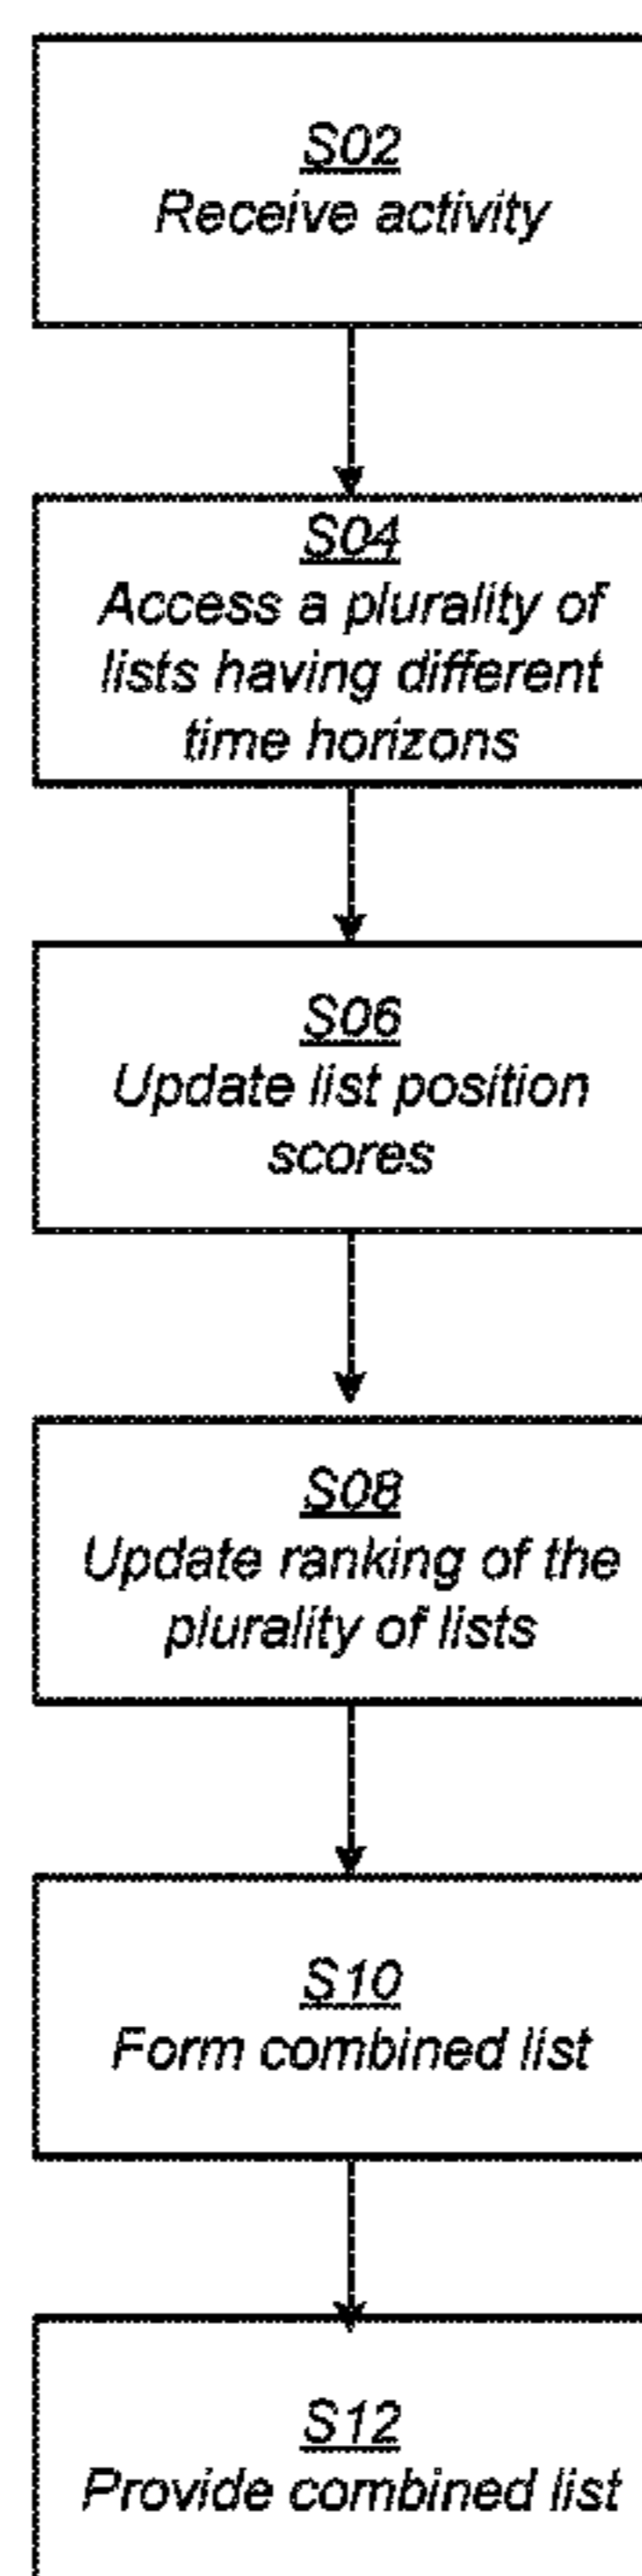 S02
Receive activity
S04
Access a plurality of
lists having different
time horizons
S06
Update list position
scores
S08
Update ranking of the
plurality of lists
S10
Form combined list
S12
Provide combined list